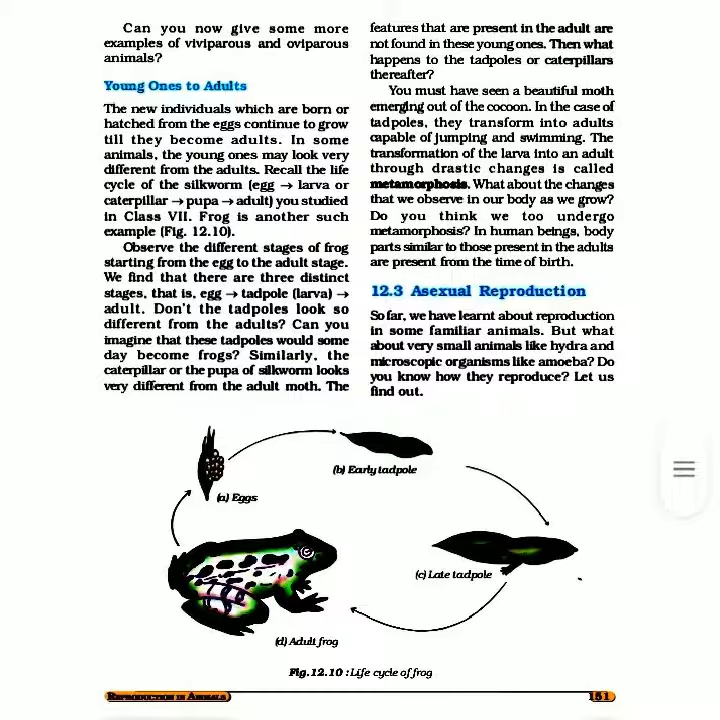 Can you now give some more
examples of viviparous and oviparous
animals?
Young Ones to Adults
The new individuals which are born or
hatched from the eggs continue to grow
till they become adults. In some
animals, the young ones may look very
different from the adults. Recall the life
cycle of the silkworm (egg → larva or
caterpillar → pupa → adult) you studied
in Class VII. Frog is another such
example (Fig. 12.10).
Observe the different stages of frog
starting from the egg to the adult stage.
We find that there are three distinct
stages, that is, egg → tadpole (larva) →
adult. Don't the tadpoles look so
different from the adults? Can you
imagine that these tadpoles would some
day become frogs? Similarly, the
caterpillar or the pupa of silkworm looks
very different from the adult moth. The
features that are present in the adult are
not found in these young ones. Then what
happens to the tadpoles or caterpillars
thereafter?
You must have seen a beautiful moth
emerging out of the cocoon. In the case of
tadpoles, they transform into adults
capable of jumping and swimming. The
transformation of the larva into an adult
through drastic changes is called
metamorphosis. What about the changes
that we observe in our body as we grow?
Do you think we too undergo
metamorphosis? In human beings, body
parts similar to those present in the adults
are present from the time of birth.
12.3 Asexual Reproduction
So far, we have learnt about reproduction
in some familiar animals. But what
about very small animals like hydra and
microscopic organisms like amoeba? Do
you know how they reproduce? Let us
find out.
(a) Eggs
(b) Early tadpole
(c) Late tadpole
(d) Adult frog
Fig. 12.10 : Life cycle of frog
REPRODUCTION IN ANIMALS
151